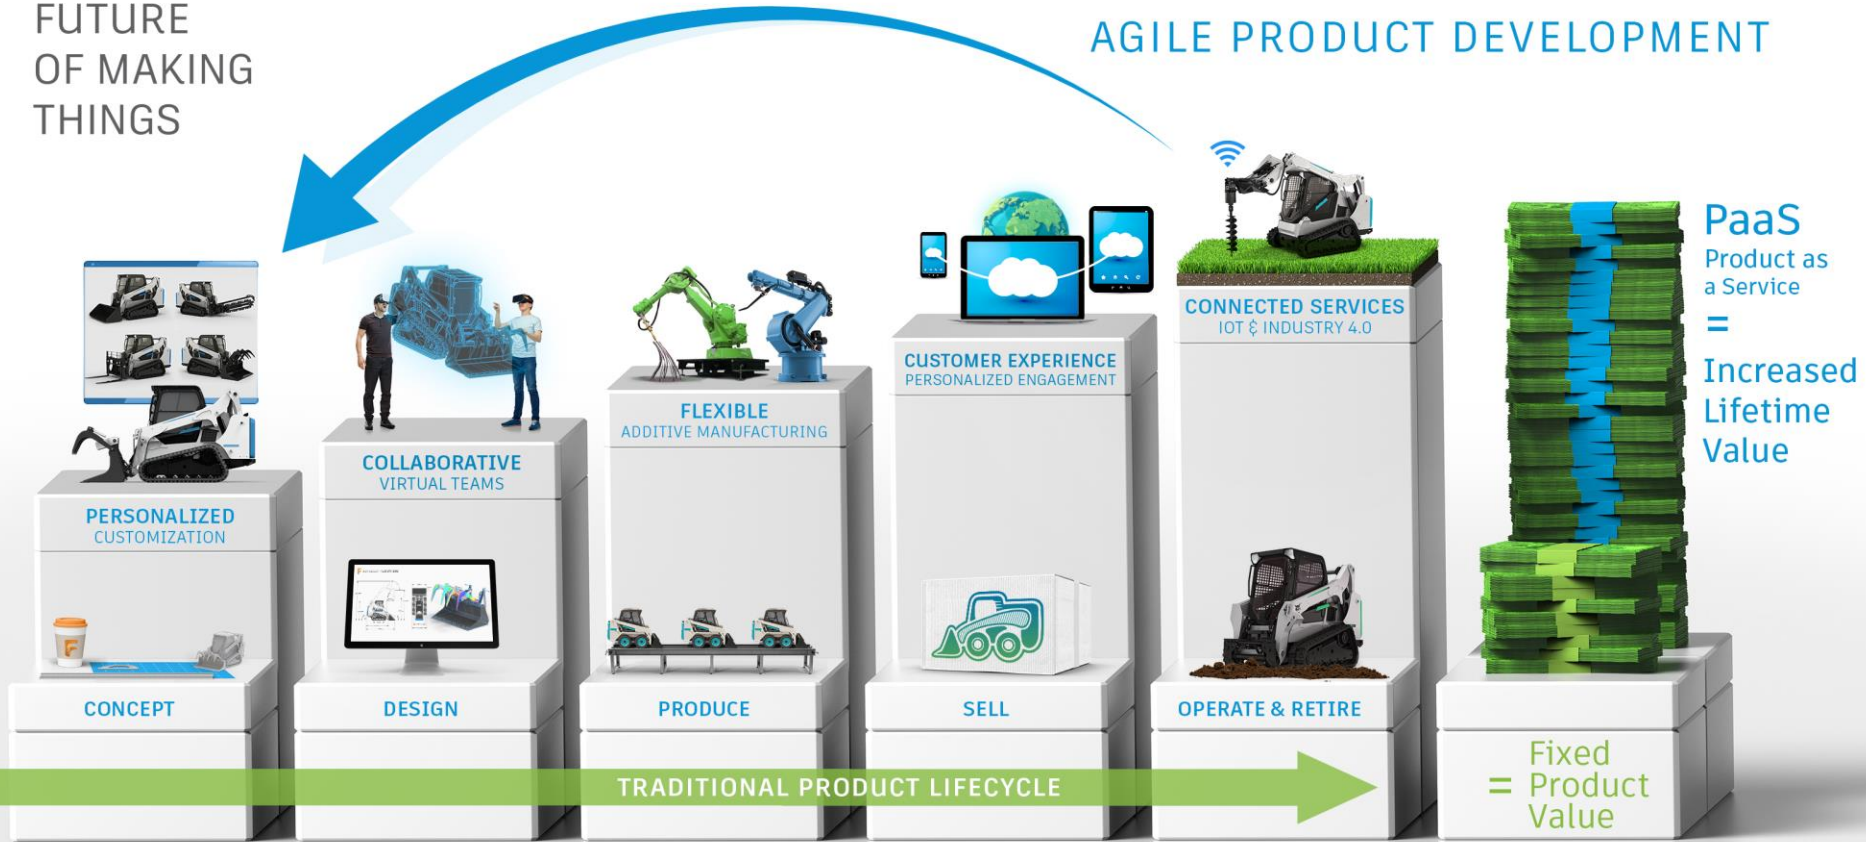 FUTURE
OF MAKING
THINGS
AGILE PRODUCT DEVELOPMENT
PERSONALIZED
CUSTOMIZATION
COLLABORATIVE
VIRTUAL TEAMS
FLEXIBLE
ADDITIVE MANUFACTURING
CUSTOMER EXPERIENCE
PERSONALIZED ENGAGEMENT
CONNECTED SERVICES
IOT & INDUSTRY 4.0
PaaS
Product as
a Service
=
Increased
Lifetime
Value
CONCEPT
DESIGN
PRODUCE
SELL
OPERATE & RETIRE
TRADITIONAL PRODUCT LIFECYCLE
Fixed
= Product
Value